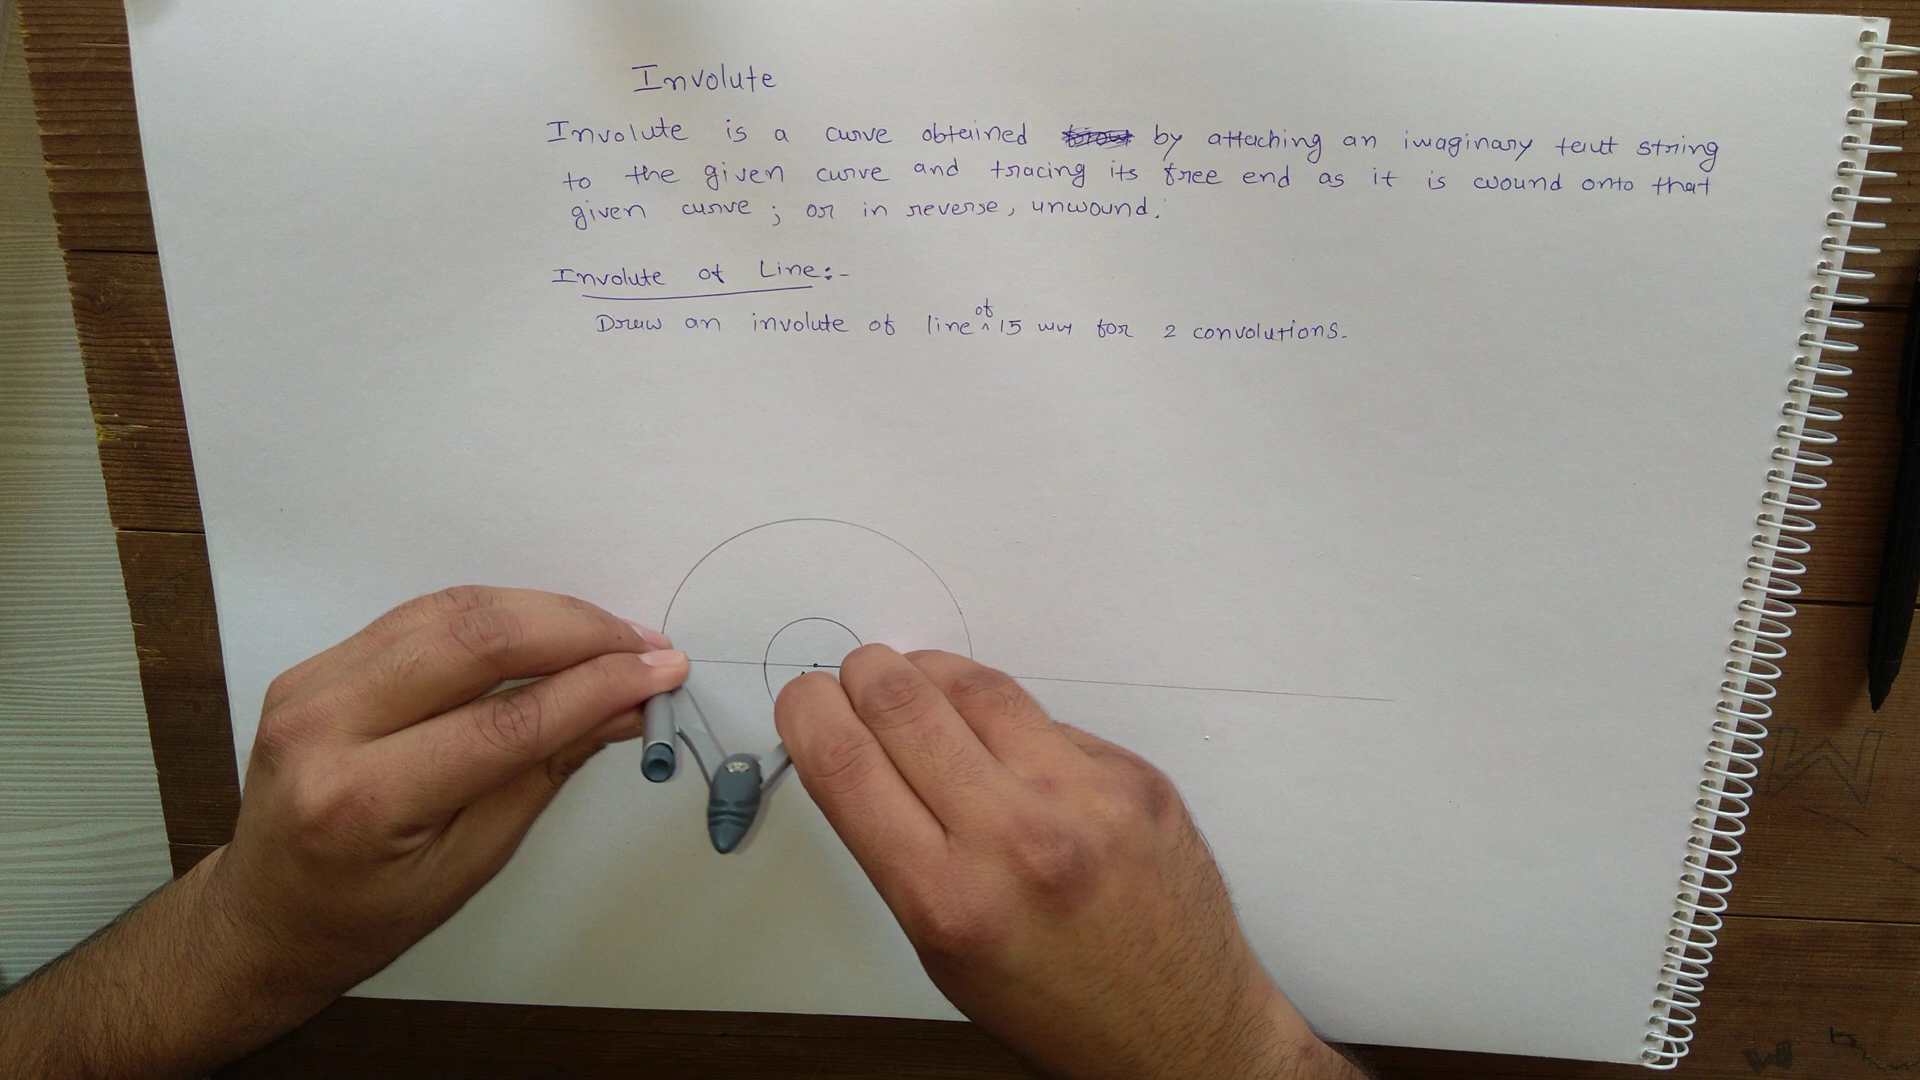 Involute
Involute is a curve obtained by attaching an imaginary taut string
to the given curve and tracing its free end as it is wound onto that
given curve; or in reverse, unwound.
Involute of Line:-
Draw an involute of line of 15 mm for 2 convolutions.